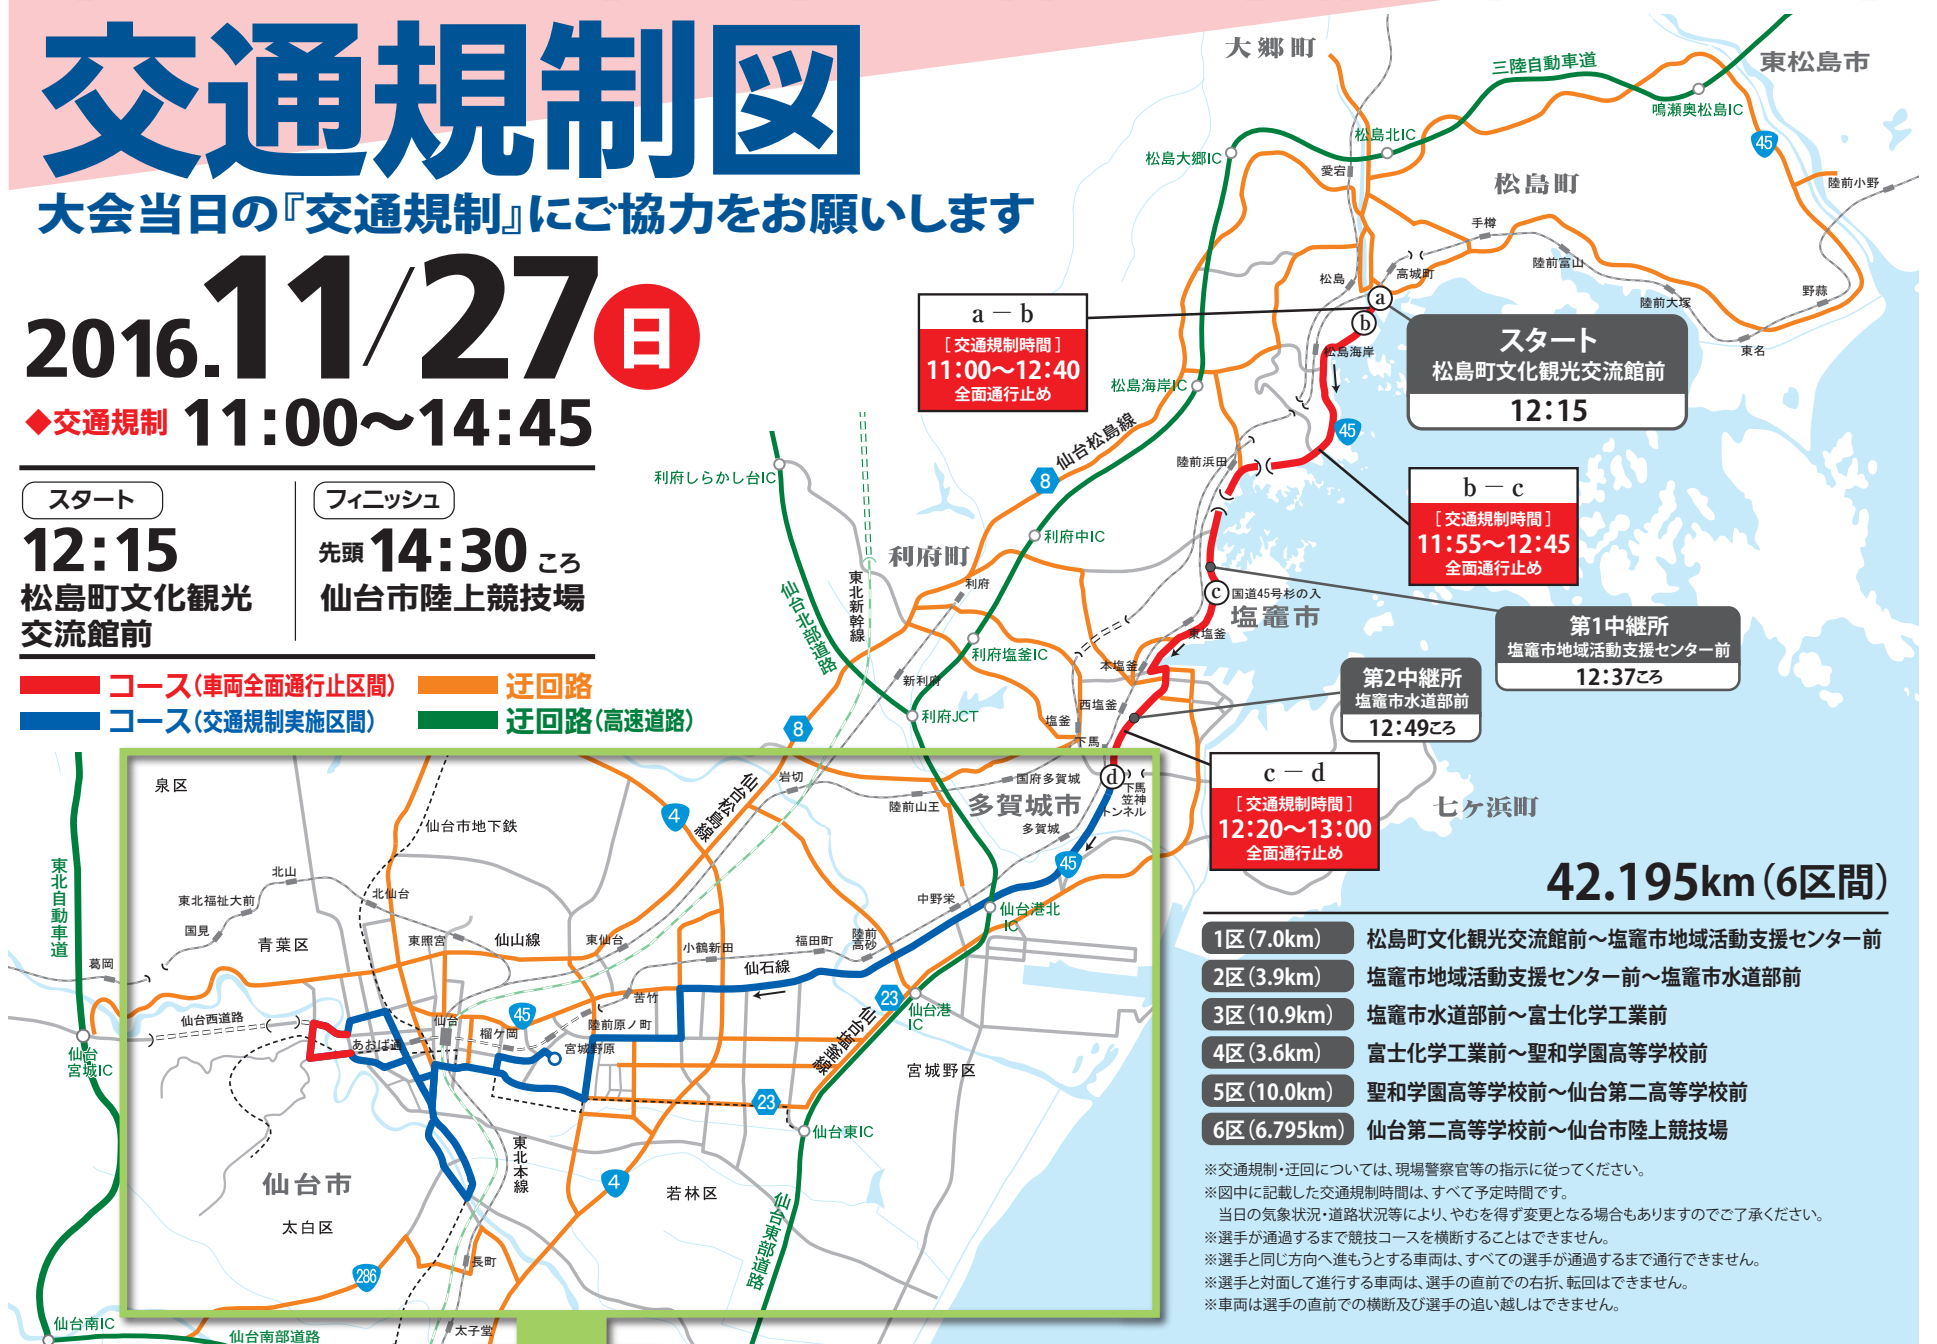 交通規制図
大会当日の『交通規制』にご協力をお願いします
2016.11/27日
◆交通規制 11:00〜14:45
スタート
12:15
松島町文化観光
交流館前
フィニッシュ
先頭14:30ころ
仙台市陸上競技場
コース(車両全面通行止区間)
迂回路
コース(交通規制実施区間)
迂回路(高速道路)
大郷町
三陸自動車道
東松島市
鳴瀬奥松島IC
松島北IC
松島大郷IC
愛宕
松島町
45
陸前小野
手樽
陸前富山
高城町
松島
陸前大塚
野蒜
東名
a
b
松島海岸
a－b
[交通規制時間]
11:00〜12:40
全面通行止め
スタート
松島町文化観光交流館前
12:15
松島海岸IC
仙台松島線
8
45
陸前浜田
b－c
[交通規制時間]
11:55〜12:45
全面通行止め
利府しらかし台IC
利府中IC
利府町
利府
東北新幹線
仙台北部道路
c
国道45号杉の入
塩竈市
東塩釜
第1中継所
塩竈市地域活動支援センター前
12:37ころ
利府塩釜IC
本塩釜
新利府
利府JCT
西塩釜
塩釜
下馬
第2中継所
塩竈市水道部前
12:49ころ
8
c－d
[交通規制時間]
12:20〜13:00
全面通行止め
七ヶ浜町
d
下馬
笠神
トンネル
泉区
仙台市地下鉄
4
仙台松島線
岩切
国府多賀城
陸前山王
多賀城市
多賀城
45
東北自動車道
北山
北仙台
東北福祉大前
国見
青葉区
葛岡
東照宮
仙山線
東仙台
小鶴新田
福田町
陸前
高砂
中野栄
仙台港北
IC
仙石線
苦竹
23
仙台港
IC
仙台塩釜線
仙台西道路
仙台
宮城IC
あおば通
仙台
榴ケ岡
45
陸前原ノ町
宮城野原
宮城野区
23
仙台東IC
東北本線
仙台市
太白区
4
若林区
仙台東部道路
長町
286
仙台南IC
仙台南部道路
太子堂
42.195km(6区間)
1区(7.0km) 松島町文化観光交流館前〜塩竈市地域活動支援センター前
2区(3.9km) 塩竈市地域活動支援センター前〜塩竈市水道部前
3区(10.9km) 塩竈市水道部前〜富士化学工業前
4区(3.6km) 富士化学工業前〜聖和学園高等学校前
5区(10.0km) 聖和学園高等学校前〜仙台第二高等学校前
6区(6.795km) 仙台第二高等学校前〜仙台市陸上競技場
※交通規制・迂回については、現場警察官等の指示に従ってください。
※図中に記載した交通規制時間は、すべて予定時間です。
当日の気象状況・道路状況等により、やむを得ず変更となる場合もありますのでご了承ください。
※選手が通過するまで競技コースを横断することはできません。
※選手と同じ方向へ進もうとする車両は、すべての選手が通過するまで通行できません。
※選手と対面して進行する車両は、選手の直前での右折、転回はできません。
※車両は選手の直前での横断及び選手の追い越しはできません。